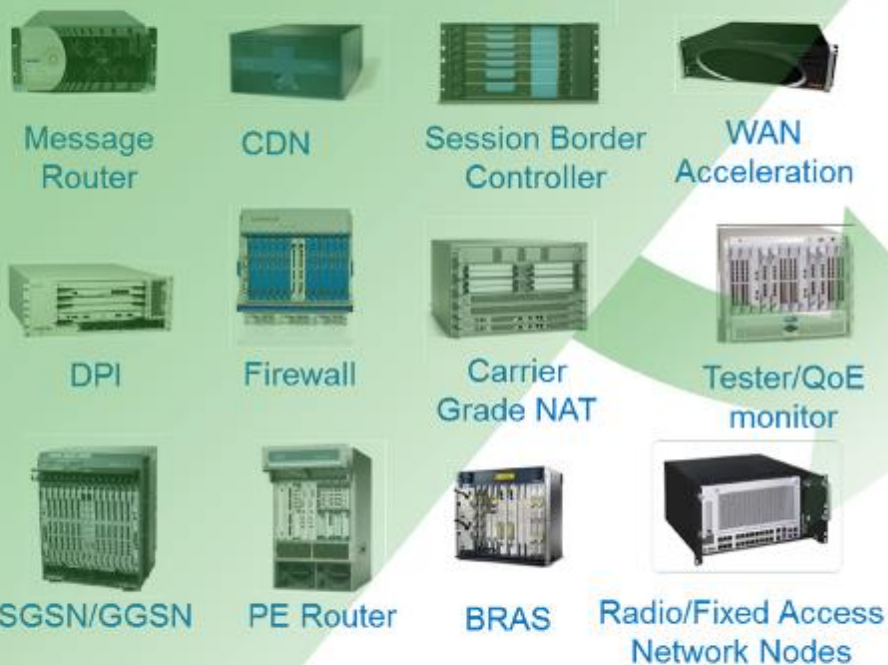 Message
Router
CDN
Session Border
Controller
WAN
Acceleration
DPI
Firewall
Carrier
Grade NAT
Tester/QoE
monitor
SGSN/GGSN
PE Router
BRAS
Radio/Fixed Access
Network Nodes